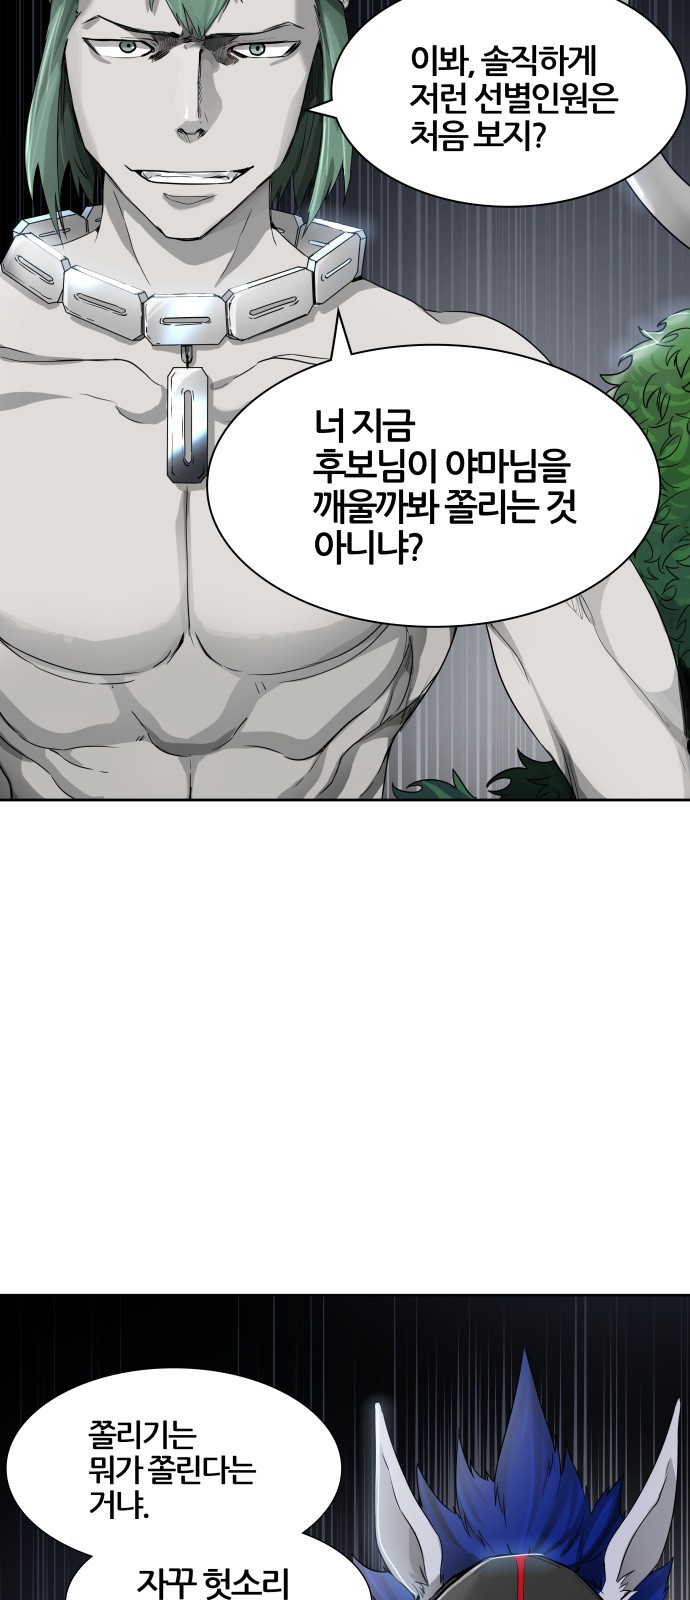 이봐, 솔직하게
저런 선별인원은
처음 보지?
너 지금
후보님이 야마님을
깨울까봐 쫄리는 것
아니냐?
쫄리기는
뭐가 쫄린다는
거냐.
자꾸 헛소리